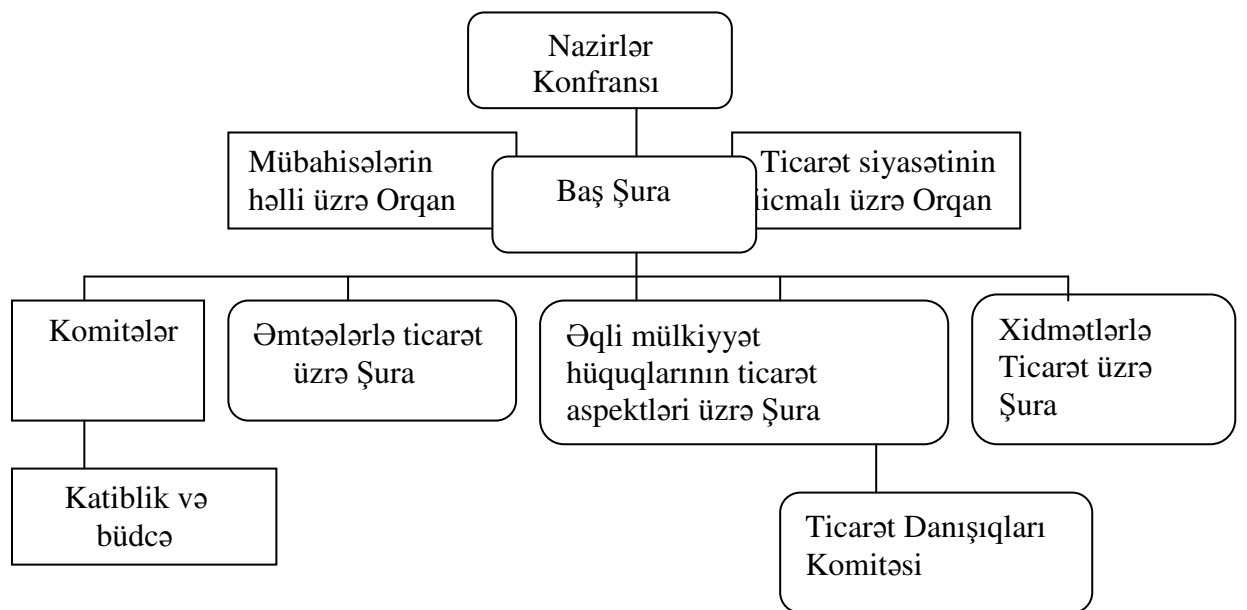 Nazirlər
Konfransı
Mübahisələrin
həlli üzrə Orqan
Baş Şura
Ticarət siyasətinin
icmalı üzrə Orqan
Komitələr
Əmtəələrlə ticarət
üzrə Şura
Əqli mülkiyyət
hüquqlarının ticarət
aspektləri üzrə Şura
Xidmətlərlə
Ticarət üzrə
Şura
Katiblik və
büdcə
Ticarət Danışıqları
Komitəsi